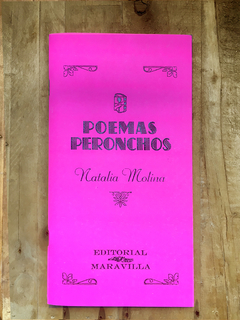 POEMAS
PERONCHOS
Natalia Molina
EDITORIAL
MARAVILLA